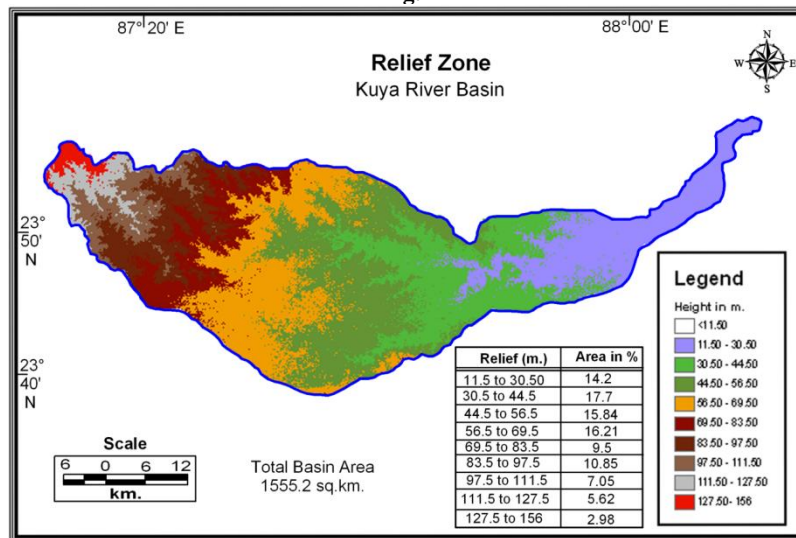 g.
87°20' E
88°00' E
Relief Zone
Kuya River Basin
N
W E
S
23°
50'
N
23°
40'
N
Legend
Height in m.
<11.50
11.50 - 30.50
30.50 - 44.50
44.50 - 56.50
56.50 - 69.50
69.50 - 83.50
83.50 - 97.50
97.50 - 111.50
111.50 - 127.50
127.50 - 156
Relief (m.) Area in %
11.5 to 30.50 14.2
30.5 to 44.5 17.7
44.5 to 56.5 15.84
56.5 to 69.5 16.21
69.5 to 83.5 9.5
83.5 to 97.5 10.85
97.5 to 111.5 7.05
111.5 to 127.5 5.62
127.5 to 156 2.98
Scale
6 0 6 12
km.
Total Basin Area
1555.2 sq.km.